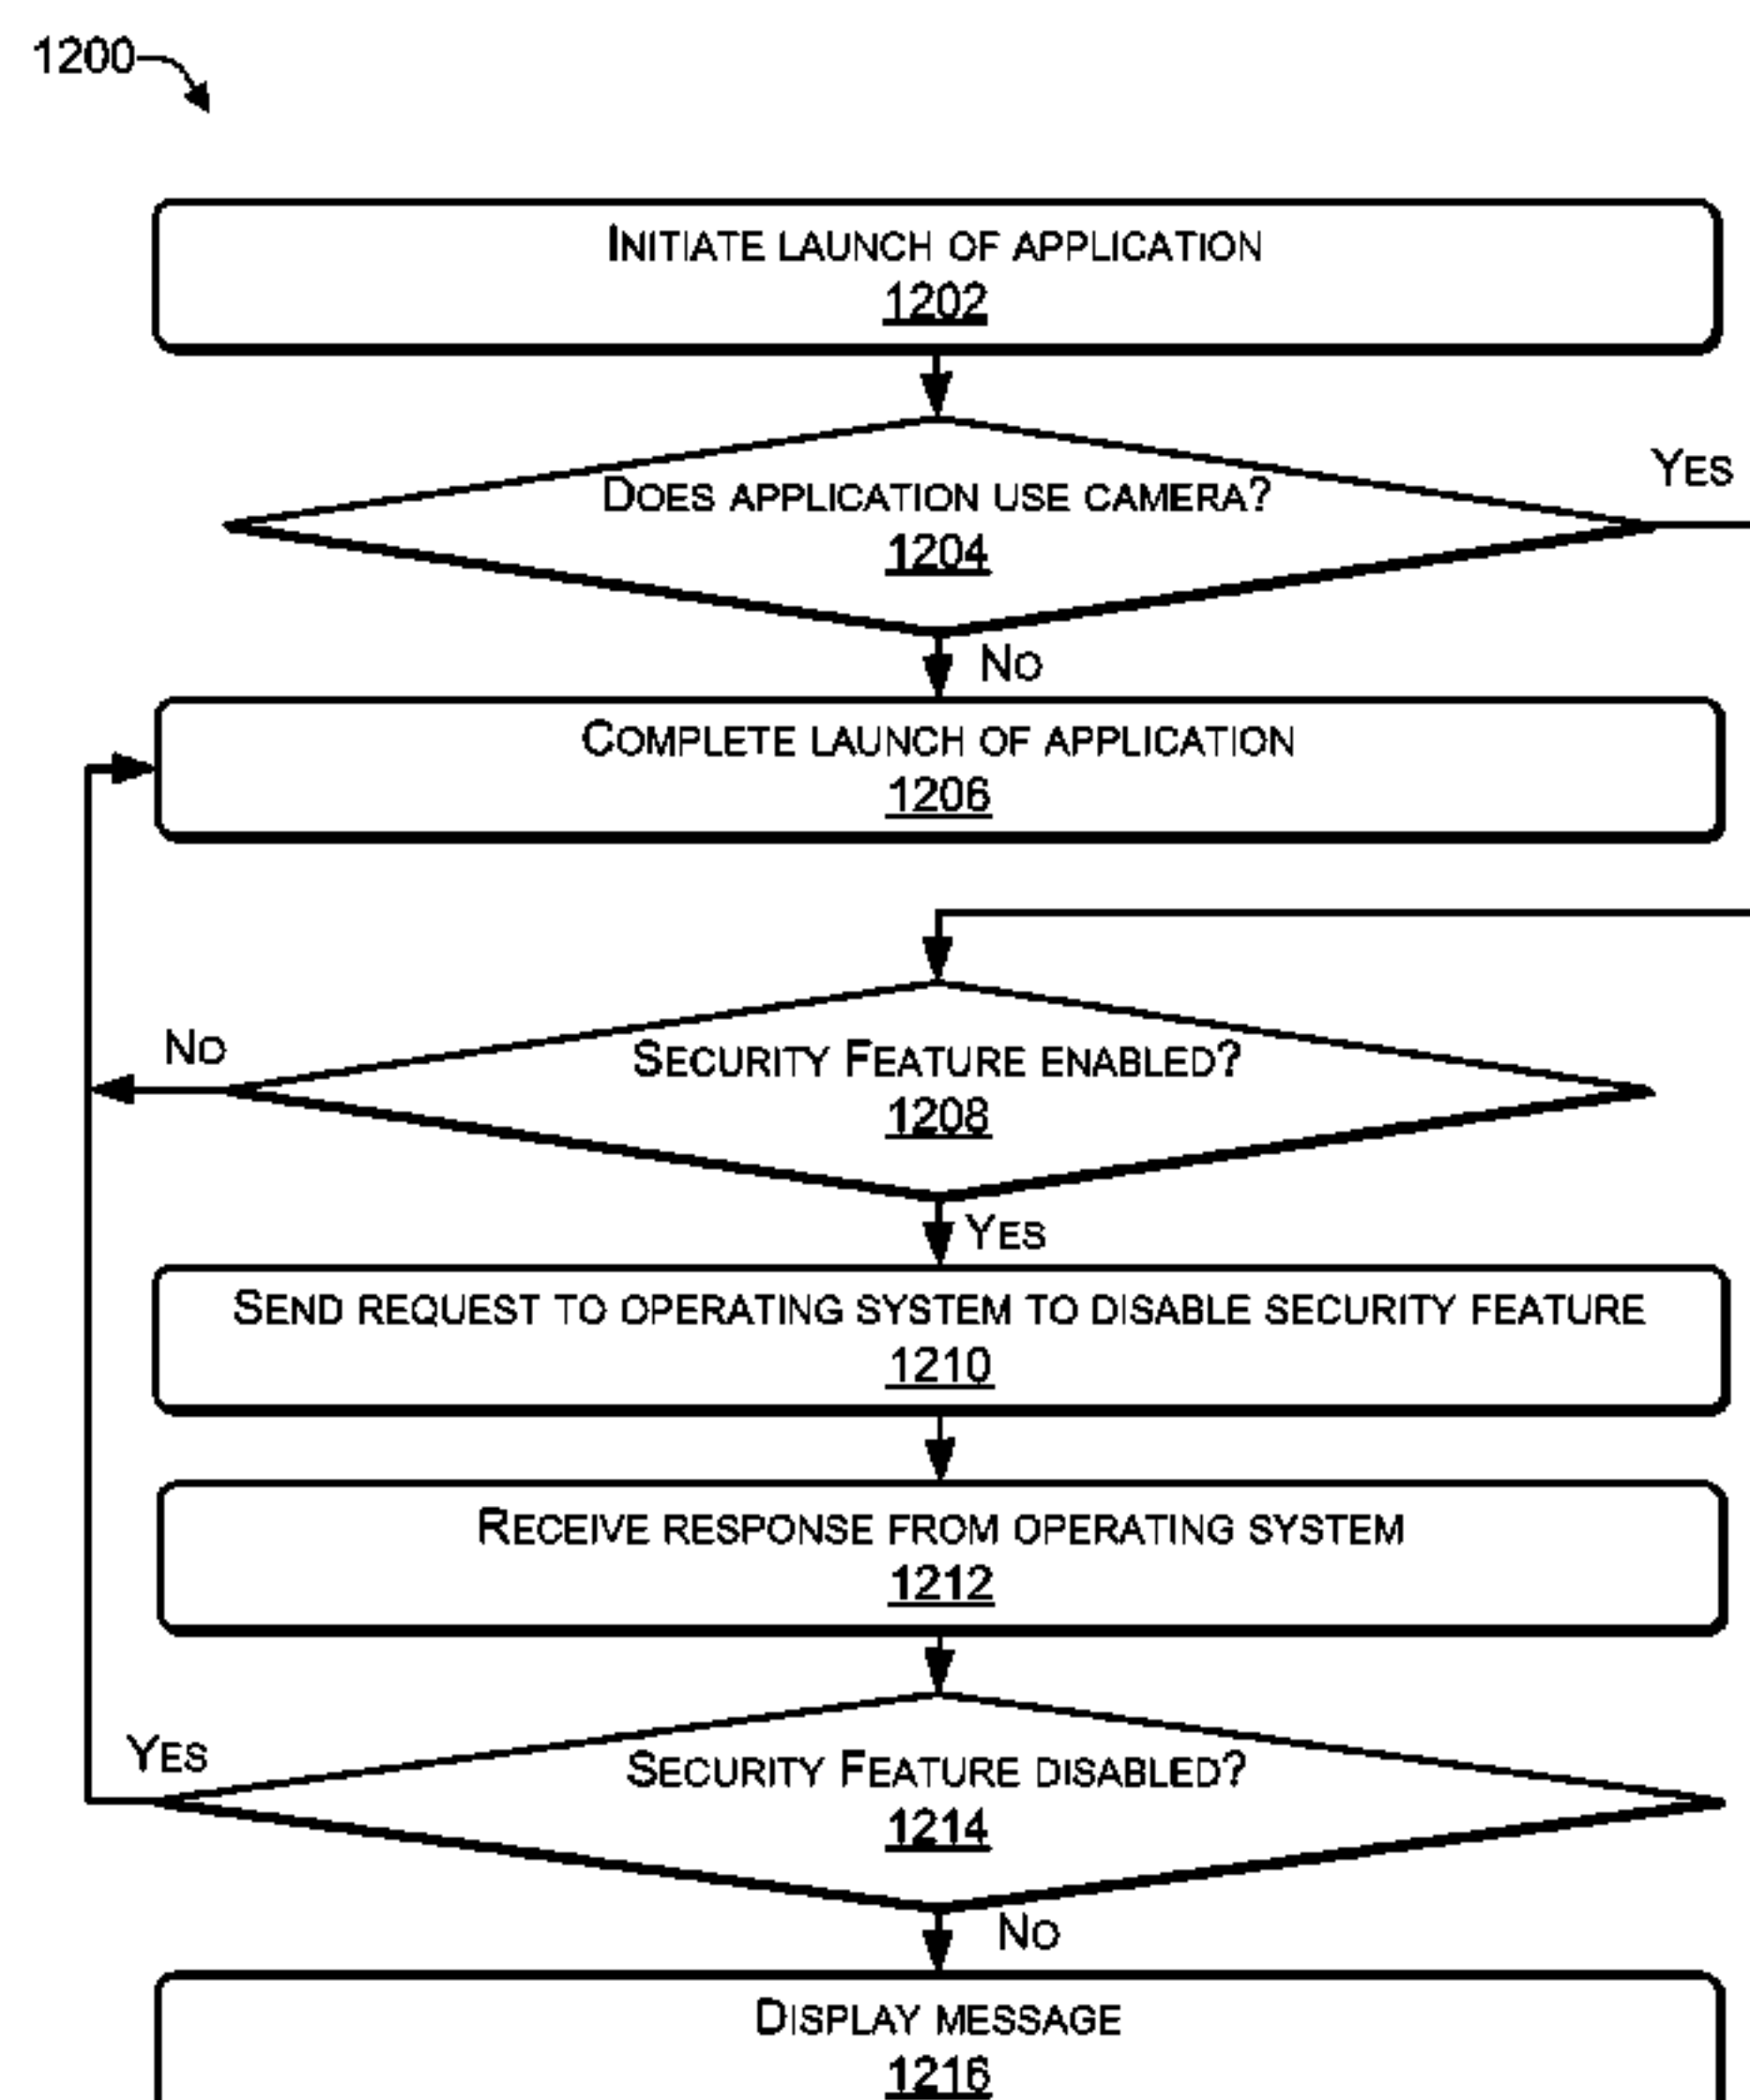 1200
INITIATE LAUNCH OF APPLICATION
1202
DOES APPLICATION USE CAMERA?
1204
YES
NO
COMPLETE LAUNCH OF APPLICATION
1206
SECURITY FEATURE ENABLED?
1208
NO
YES
SEND REQUEST TO OPERATING SYSTEM TO DISABLE SECURITY FEATURE
1210
RECEIVE RESPONSE FROM OPERATING SYSTEM
1212
SECURITY FEATURE DISABLED?
1214
YES
NO
DISPLAY MESSAGE
1216